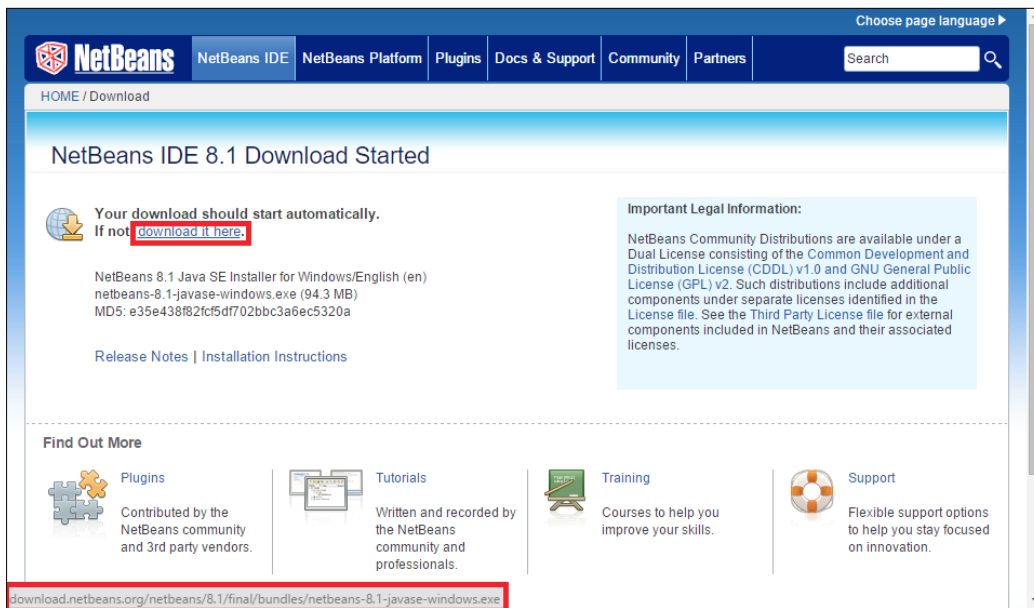 Choose page language
NetBeans
NetBeans IDE
NetBeans Platform
Plugins
Docs & Support
Community
Partners
Search
HOME / Download
NetBeans IDE 8.1 Download Started
Your download should start automatically.
If not, download it here.
NetBeans 8.1 Java SE Installer for Windows/English (en)
netbeans-8.1-javase-windows.exe (94.3 MB)
MD5: e35e438f82fcf5df702bbc3a6ec5320a
Release Notes | Installation Instructions
Important Legal Information:
NetBeans Community Distributions are available under a
Dual License consisting of the Common Development and
Distribution License (CDDL) v1.0 and GNU General Public
License (GPL) v2. Such distributions include additional
components under separate licenses identified in the
License file. See the Third Party License file for external
components included in NetBeans and their associated
licenses.
Find Out More
Plugins
Contributed by the
NetBeans community
and 3rd party vendors.
Tutorials
Written and recorded by
the NetBeans
community and
professionals.
Training
Courses to help you
improve your skills.
Support
Flexible support options
to help you stay focused
on innovation.
download.netbeans.org/netbeans/8.1/final/bundles/netbeans-8.1-javase-windows.exe